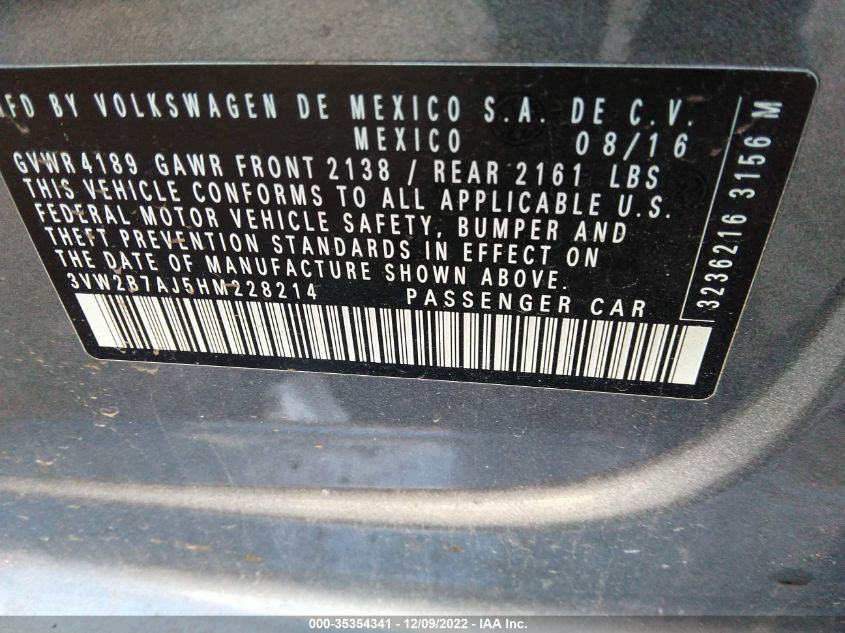 MFD BY VOLKSWAGEN DE MEXICO S.A. DE C.V.
MEXICO 08/16
GVWR 4189 GAWR FRONT 2138 / REAR 2161 LBS
THIS VEHICLE CONFORMS TO ALL APPLICABLE U.S.
FEDERAL MOTOR VEHICLE SAFETY, BUMPER AND
THEFT PREVENTION STANDARDS IN EFFECT ON
THE DATE OF MANUFACTURE SHOWN ABOVE.
3VW2B7AJ5HM228214 PASSENGER CAR
3236216 3156 M
000-35354341 - 12/09/2022 - IAA Inc.